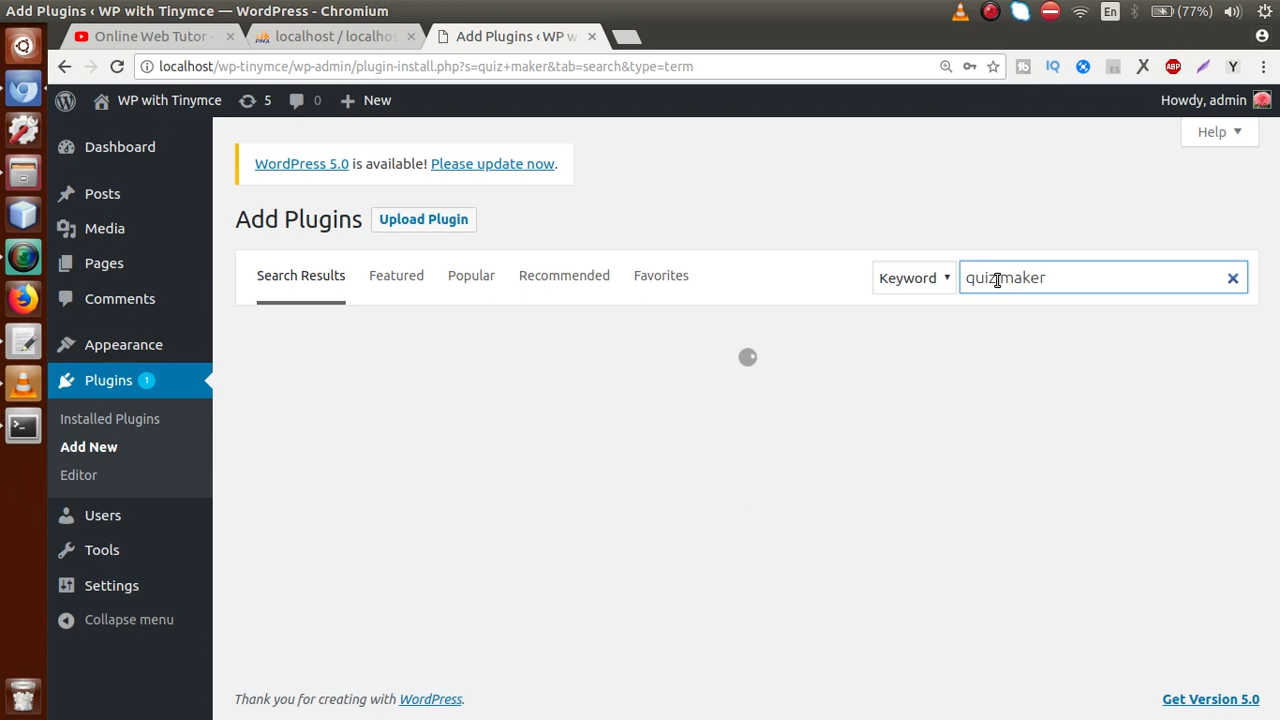 Add Plugins ‹ WP with Tinymce — WordPress - Chromium
En
(77%)
Online Web Tutor -
localhost / localhos
Add Plugins ‹ WP w
localhost/wp-tinymce/wp-admin/plugin-install.php?s=quiz+maker&tab=search&type=term
WP with Tinymce
5
0
New
Howdy, admin
Help
Dashboard
Posts
Media
Pages
Comments
Appearance
Plugins 1
Installed Plugins
Add New
Editor
Users
Tools
Settings
Collapse menu
WordPress 5.0 is available! Please update now.
Add Plugins
Upload Plugin
Search Results
Featured
Popular
Recommended
Favorites
Keyword
quiz maker
Thank you for creating with WordPress.
Get Version 5.0